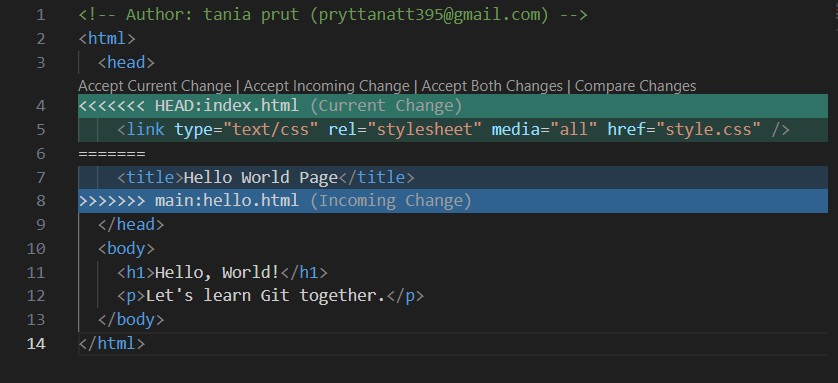 1 <!-- Author: tania prut (pryttanatt395@gmail.com) -->
2 <html>
3 <head>
Accept Current Change | Accept Incoming Change | Accept Both Changes | Compare Changes
4 <<<<<<< HEAD:index.html (Current Change)
5 <link type="text/css" rel="stylesheet" media="all" href="style.css" />
6 =======
7 <title>Hello World Page</title>
8 >>>>>>> main:hello.html (Incoming Change)
9 </head>
10 <body>
11 <h1>Hello, World!</h1>
12 <p>Let's learn Git together.</p>
13 </body>
14 </html>